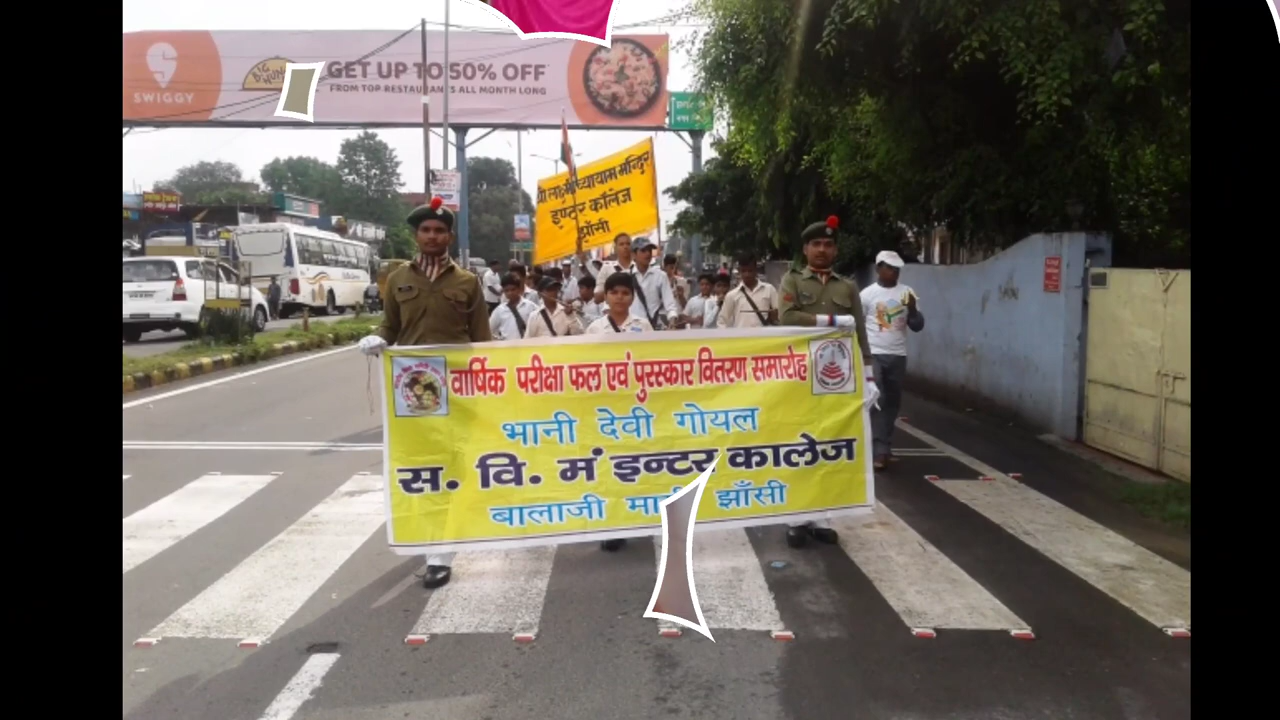 SWIGGY
GET UP TO 50% OFF
FROM TOP RESTAURANTS ALL MONTH LONG
व्यायाम मन्दिर
इण्टर कॉलेज
झाँसी
वार्षिक परीक्षा फल एवं पुरस्कार वितरण समारोह
भानी देवी गोयल
स. वि. मं इन्टर कालेज
बालाजी झाँसी